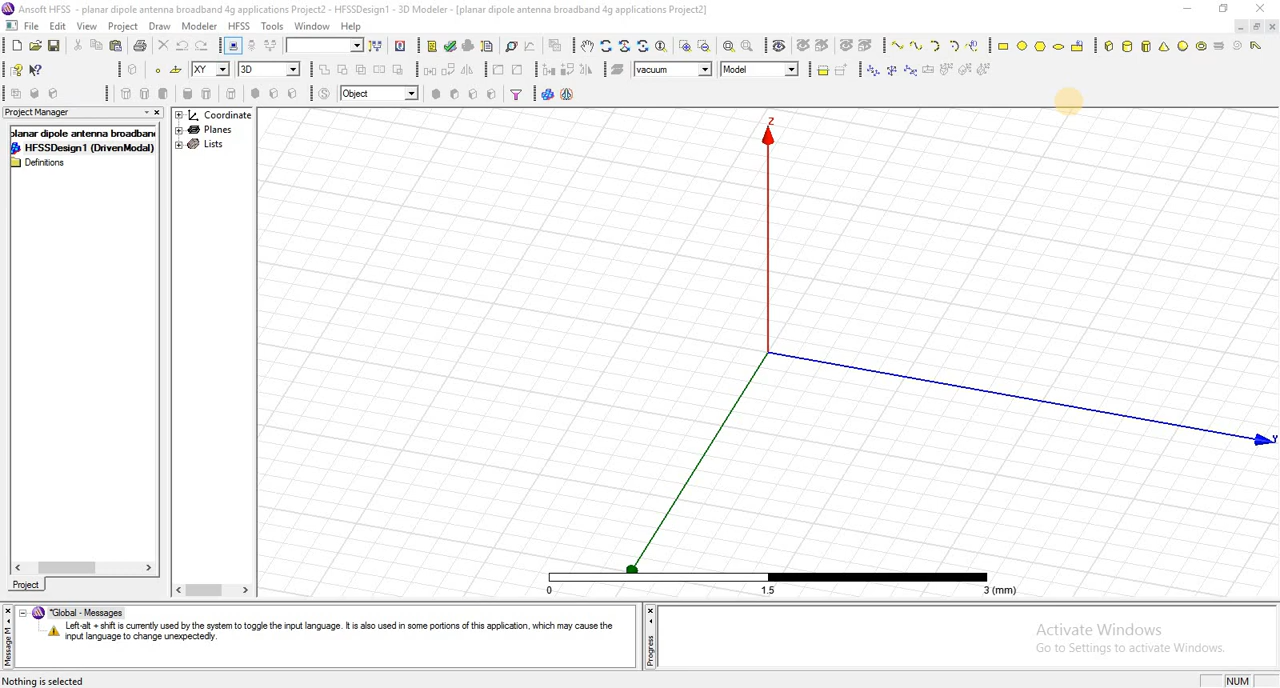 Ansoft HFSS - planar dipole antenna broadband 4g applications Project2 - HFSSDesign1 - 3D Modeler - [planar dipole antenna broadband 4g applications Project2]
File Edit View Project Draw Modeler HFSS Tools Window Help
XY 3D vacuum Model
Object
Project Manager
planar dipole antenna broadband
HFSSDesign1 (DrivenModal)
Definitions
Project
Coordinate
Planes
Lists
Z
Y
0 1.5 3 (mm)
*Global - Messages
Left-alt + shift is currently used by the system to toggle the input language. It is also used in some portions of this application, which may cause the
input language to change unexpectedly.
Message M
Progress
Activate Windows
Go to Settings to activate Windows.
Nothing is selected
NUM